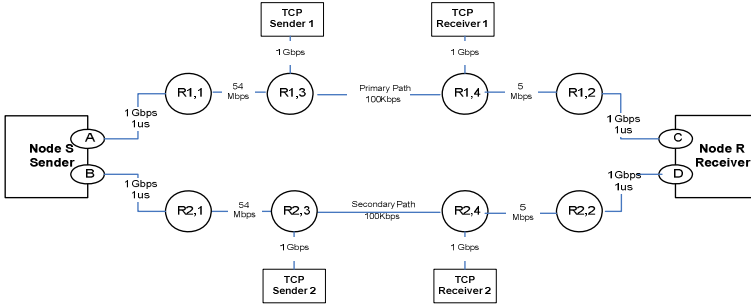 TCP
Sender 1
TCP
Receiver 1
1 Gbps
1 Gbps
R1,1
54
Mbps
R1,3
Primary Path
100Kbps
R1,4
5
Mbps
R1,2
1 Gbps
1us
1 Gbps
1us
A
Node S
Sender
B
C
Node R
Receiver
D
1 Gbps
1us
1Gbps
1us
R2,1
54
Mbps
R2,3
Secondary Path
100Kbps
R2,4
5
Mbps
R2,2
1 Gbps
1 Gbps
TCP
Sender 2
TCP
Receiver 2